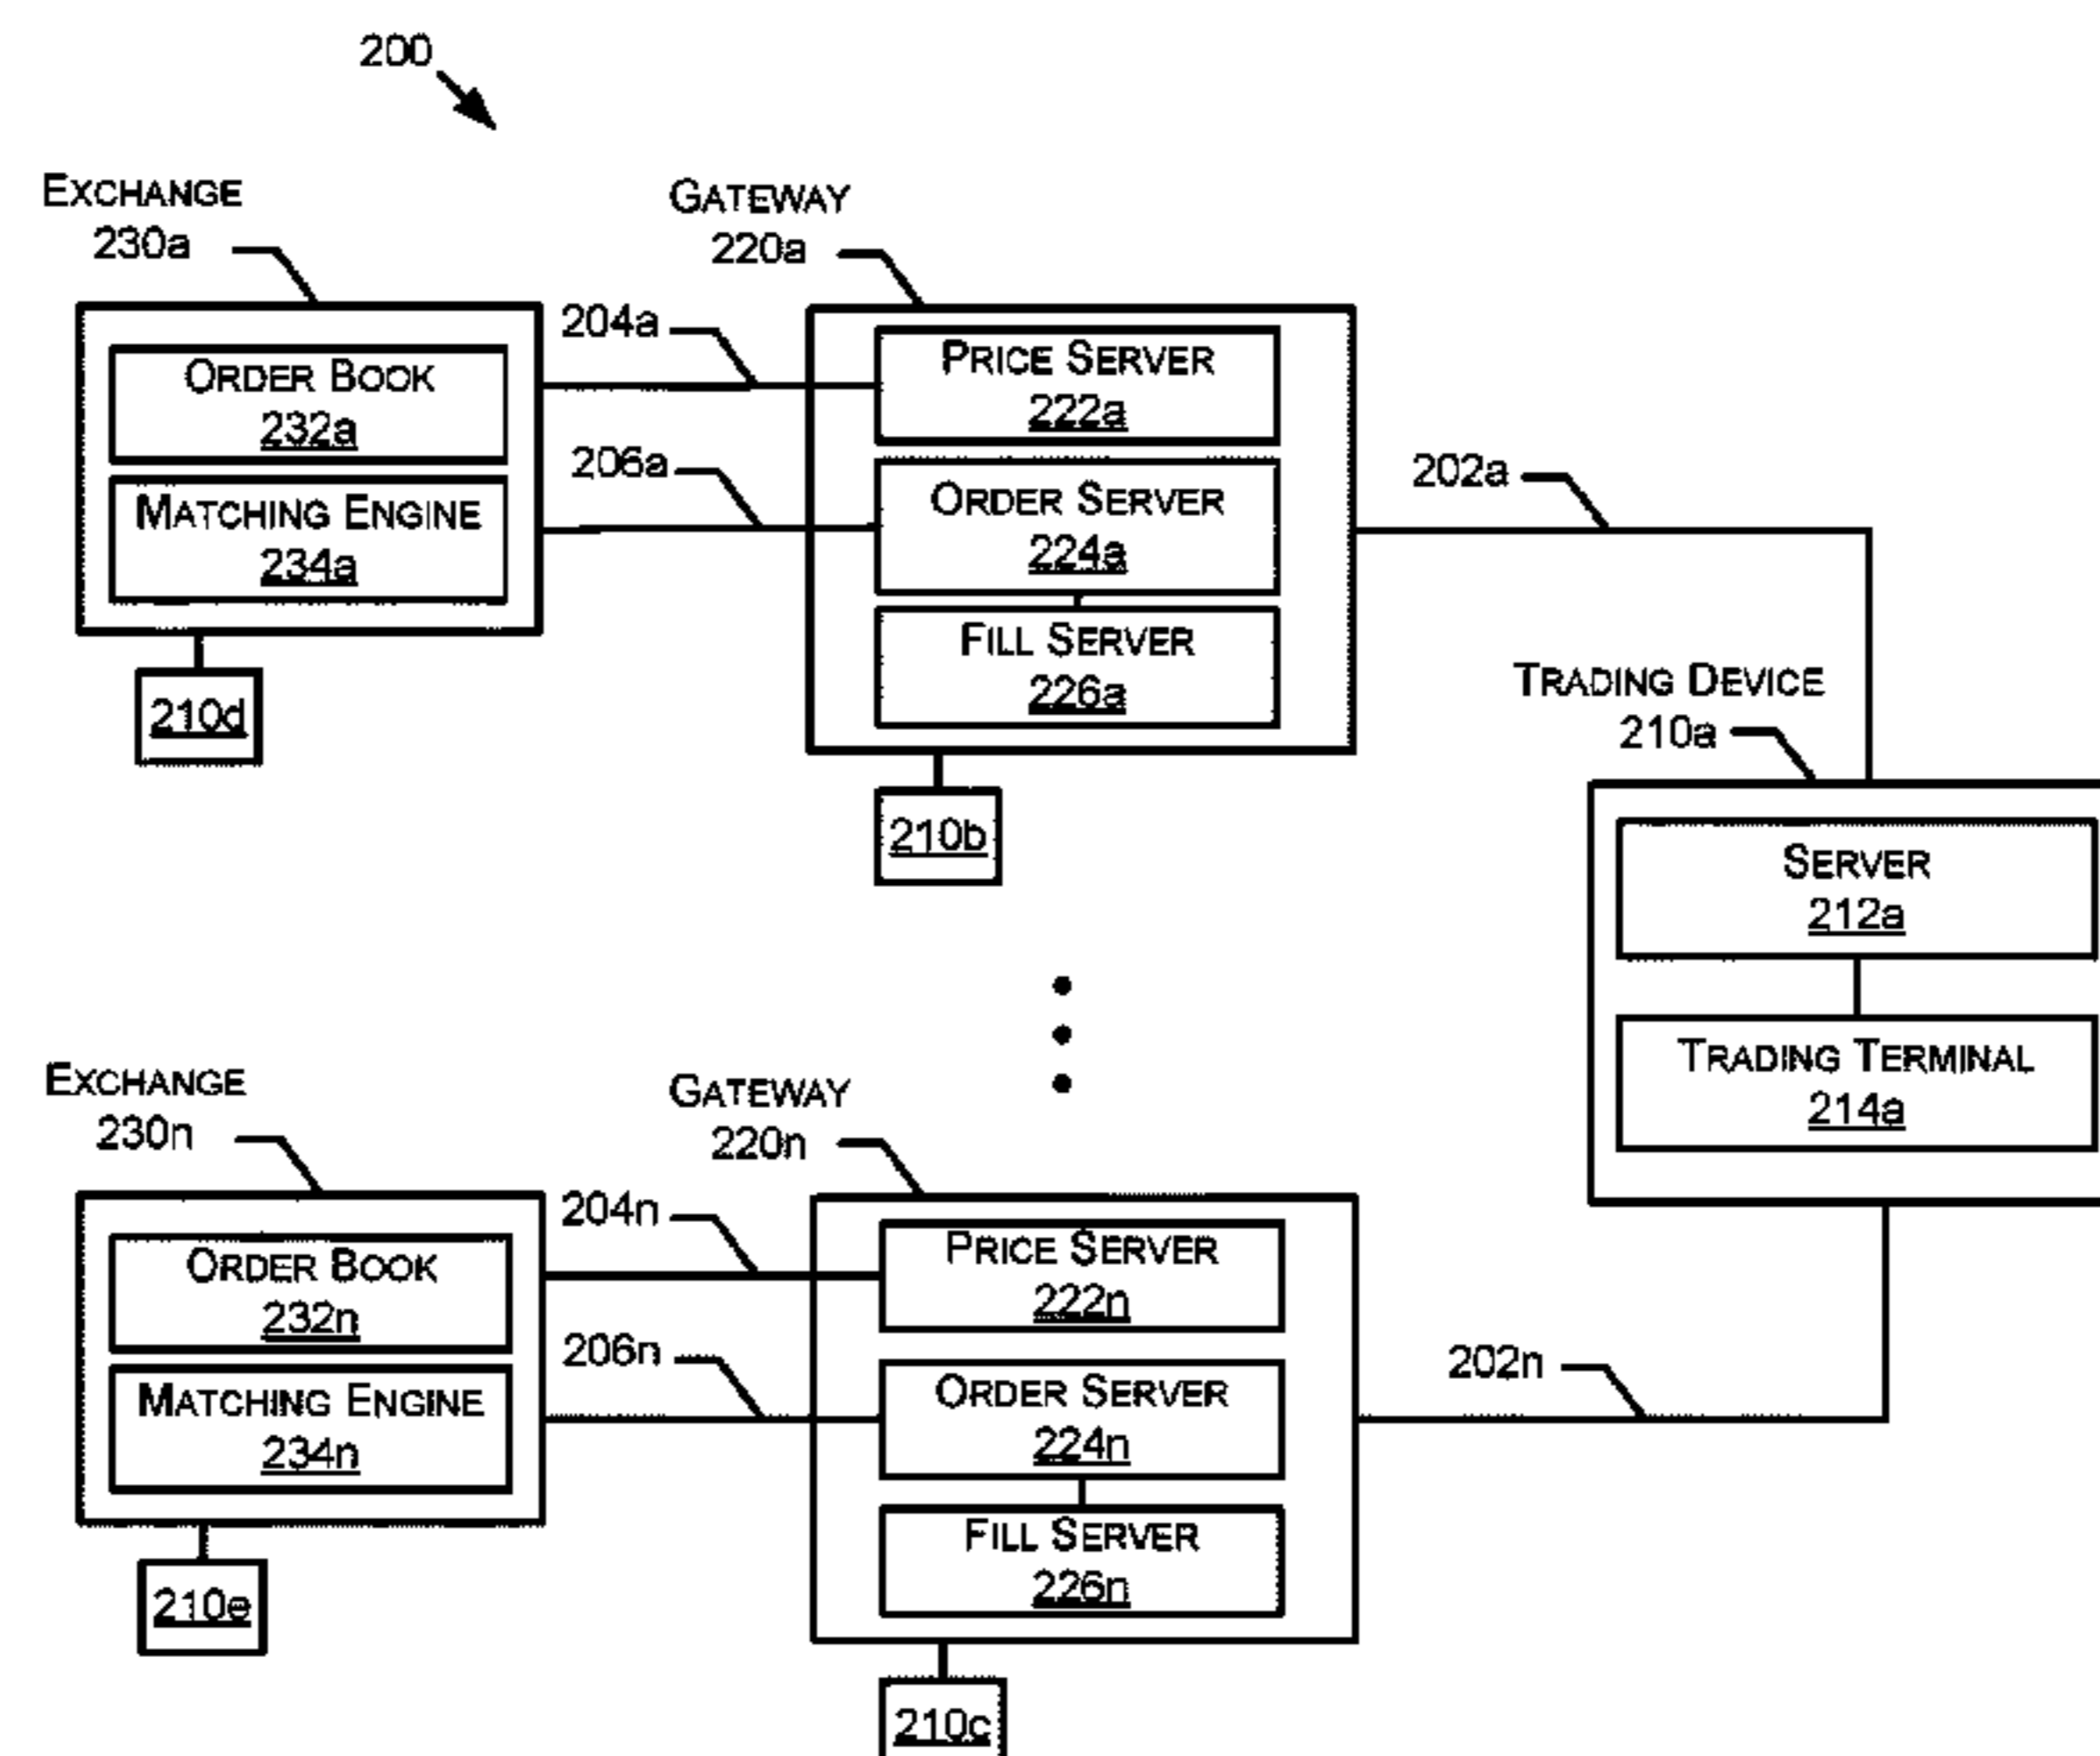 200
EXCHANGE
230a
GATEWAY
220a
204a
ORDER BOOK
232a
PRICE SERVER
222a
206a
MATCHING ENGINE
234a
ORDER SERVER
224a
202a
FILL SERVER
226a
210d
210b
TRADING DEVICE
210a
SERVER
212a
TRADING TERMINAL
214a
EXCHANGE
230n
GATEWAY
220n
204n
ORDER BOOK
232n
PRICE SERVER
222n
206n
MATCHING ENGINE
234n
ORDER SERVER
224n
202n
FILL SERVER
226n
210e
210c